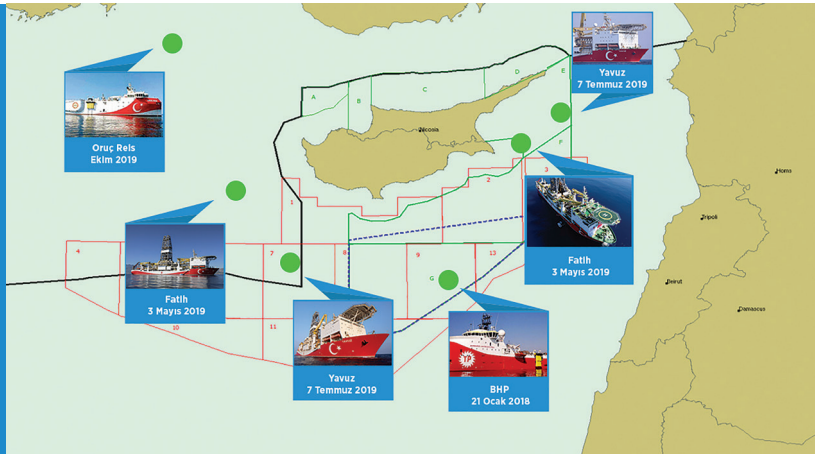 Yavuz
7 Temmuz 2019
Oruç Reis
Ekim 2019
A
B
C
D
E
F
Nicosia
Homs
Tripoli
Beirut
Damascus
1
2
3
4
7
8
9
13
G
10
11
Fatih
3 Mayıs 2019
Fatih
3 Mayıs 2019
Yavuz
7 Temmuz 2019
YP
BHP
21 Ocak 2018